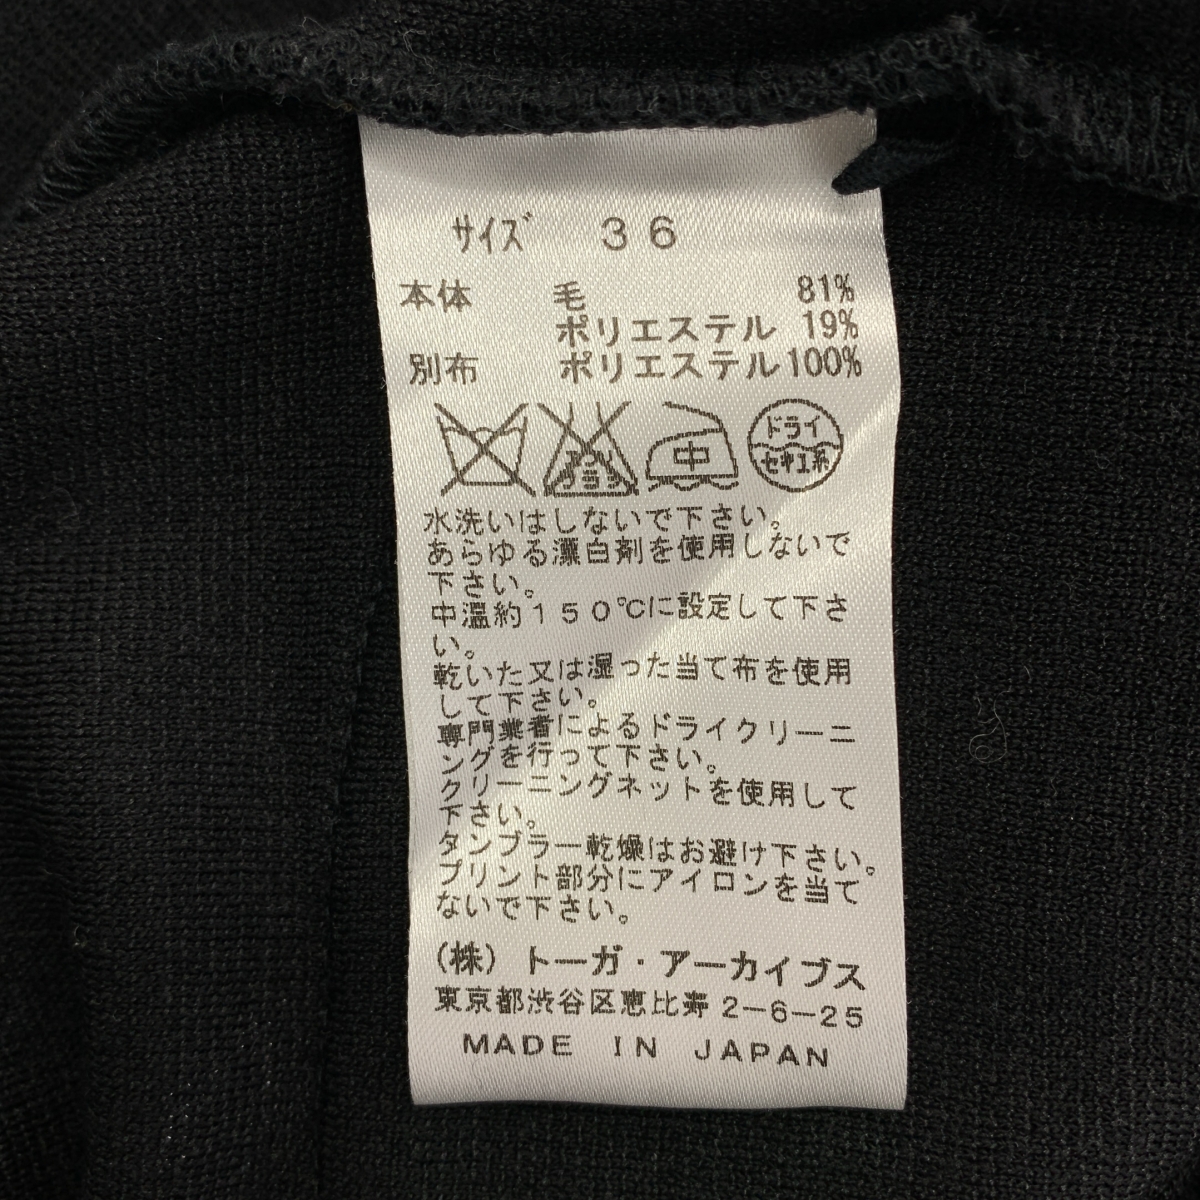 サイズ 36
本体 毛 81%
ポリエステル 19%
別布 ポリエステル100%
中 ドライ
セキユ系
水洗いはしないで下さい。
あらゆる漂白剤を使用しないで
下さい。
中温約150℃に設定して下さ
い。
乾いた又は湿った当て布を使用
して下さい。
専門業者によるドライクリーニ
ングを行って下さい。
クリーニングネットを使用して
下さい。
タンブラー乾燥はお避け下さい。
プリント部分にアイロンを当て
ないで下さい。
(株)トーガ・アーカイブス
東京都渋谷区恵比寿2-6-25
MADE IN JAPAN